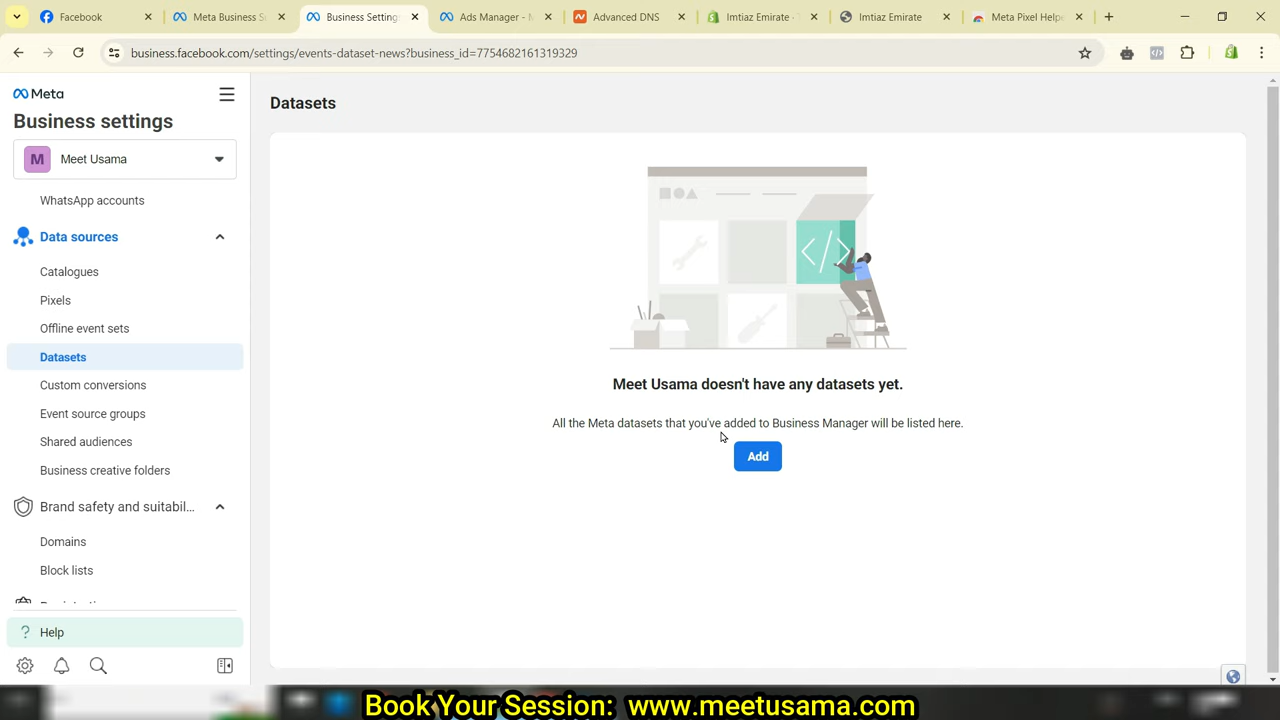 Facebook
Meta Business S
Business Setting
Ads Manager - M
Advanced DNS
Imtiaz Emirate · T
Imtiaz Emirate
Meta Pixel Helpe
business.facebook.com/settings/events-dataset-news?business_id=7754682161319329
Meta
Business settings
M
Meet Usama
WhatsApp accounts
Data sources
Catalogues
Pixels
Offline event sets
Datasets
Custom conversions
Event source groups
Shared audiences
Business creative folders
Brand safety and suitabil...
Domains
Block lists
? Help
Datasets
</>
Meet Usama doesn't have any datasets yet.
All the Meta datasets that you've added to Business Manager will be listed here.
Add
Book Your Session: www.meetusama.com